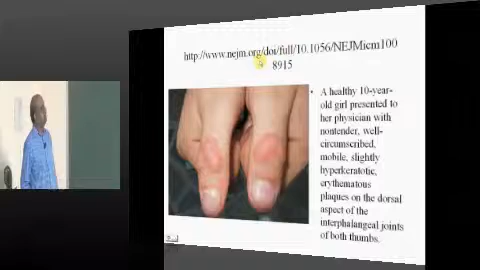 http://www.nejm.org/doi/full/10.1056/NEJMicm100
8915
• A healthy 10-year-
old girl presented to
her physician with
nontender, well-
circumscribed,
mobile, slightly
hyperkeratotic,
erythematous
plaques on the dorsal
aspect of the
interphalangeal joints
of both thumbs.